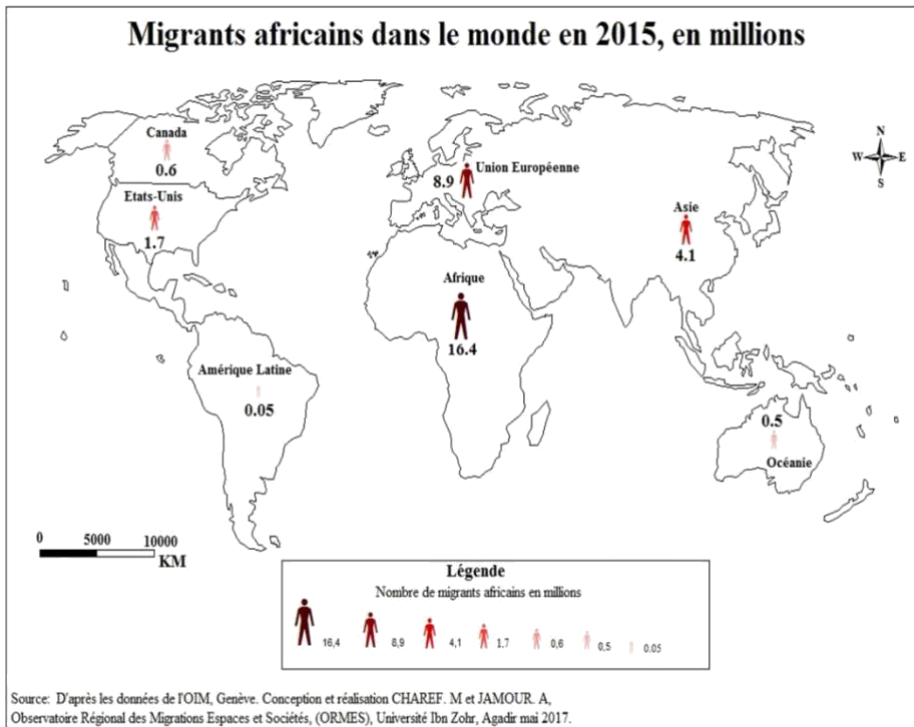 Migrants africains dans le monde en 2015, en millions
Canada
0.6
Etats-Unis
1.7
8.9
Union Européenne
Asie
4.1
Afrique
16.4
Amérique Latine
0.05
0.5
Océanie
N
W E
S
0 5000 10000
KM
Légende
Nombre de migrants africains en millions
16,4 8,9 4,1 1.7 0,6 0,5 0.05
Source: D'après les données de l'OIM, Genève. Conception et réalisation CHAREF. M et JAMOUR. A,
Observatoire Régional des Migrations Espaces et Sociétés, (ORMES), Université Ibn Zohr, Agadir mai 2017.